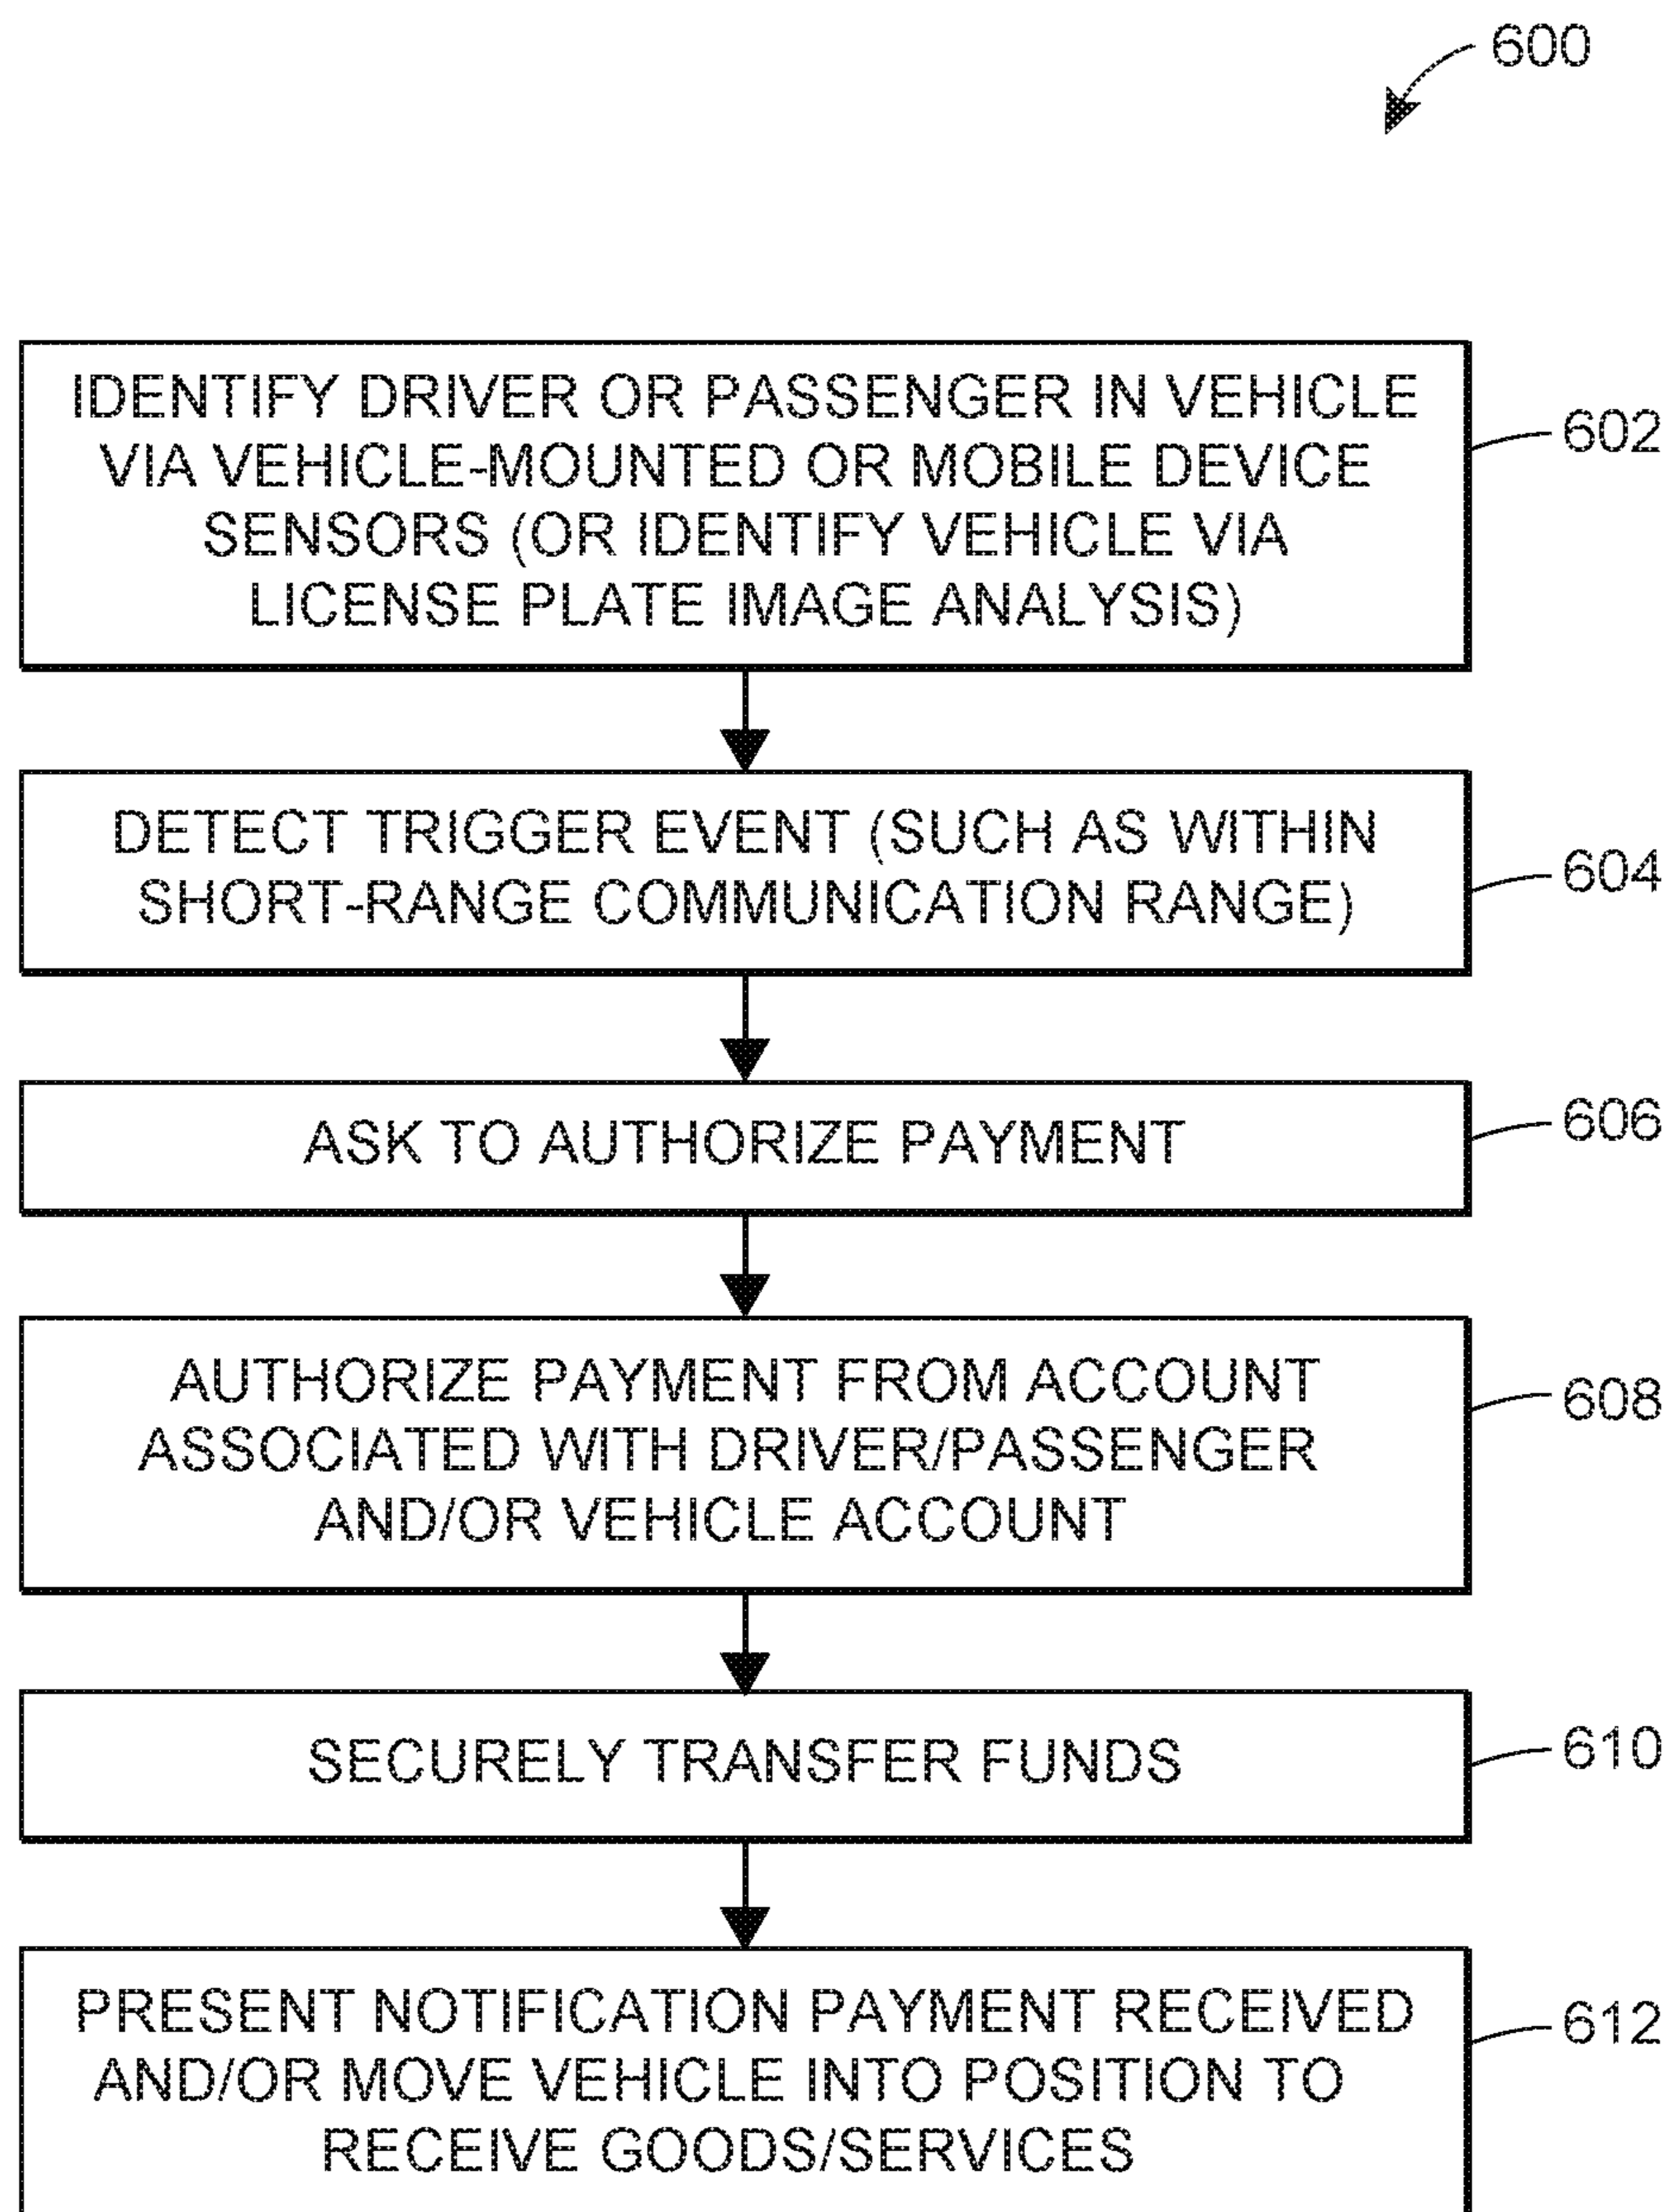 600
IDENTIFY DRIVER OR PASSENGER IN VEHICLE
VIA VEHICLE-MOUNTED OR MOBILE DEVICE
SENSORS (OR IDENTIFY VEHICLE VIA
LICENSE PLATE IMAGE ANALYSIS)
602
DETECT TRIGGER EVENT (SUCH AS WITHIN
SHORT-RANGE COMMUNICATION RANGE)
604
ASK TO AUTHORIZE PAYMENT
606
AUTHORIZE PAYMENT FROM ACCOUNT
ASSOCIATED WITH DRIVER/PASSENGER
AND/OR VEHICLE ACCOUNT
608
SECURELY TRANSFER FUNDS
610
PRESENT NOTIFICATION PAYMENT RECEIVED
AND/OR MOVE VEHICLE INTO POSITION TO
RECEIVE GOODS/SERVICES
612